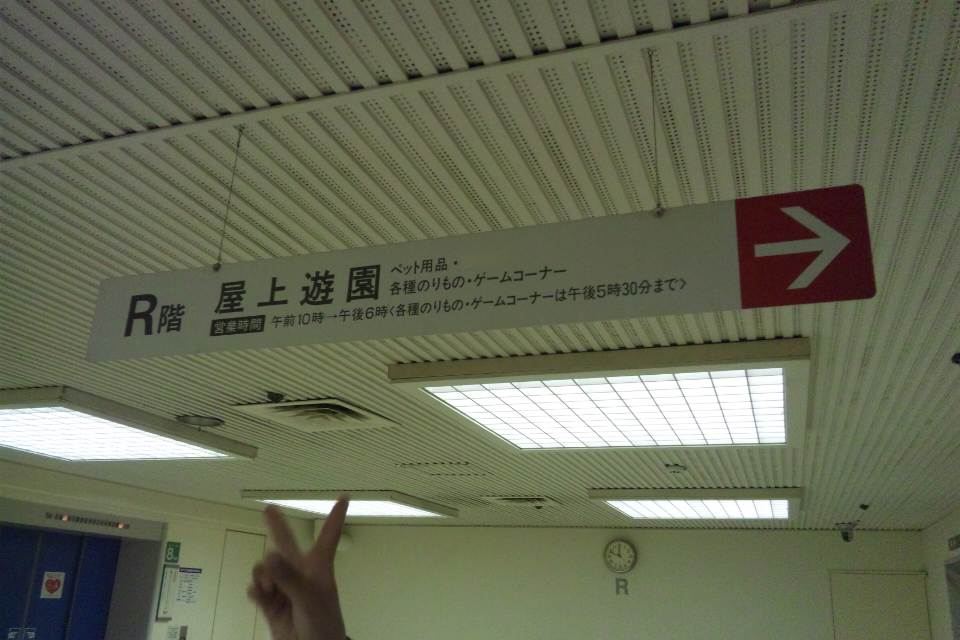 R階
屋上遊園
ペット用品・
各種のりもの・ゲームコーナー
営業時間 午前10時→午後6時〈各種のりもの・ゲームコーナーは午後5時30分まで〉
R
8